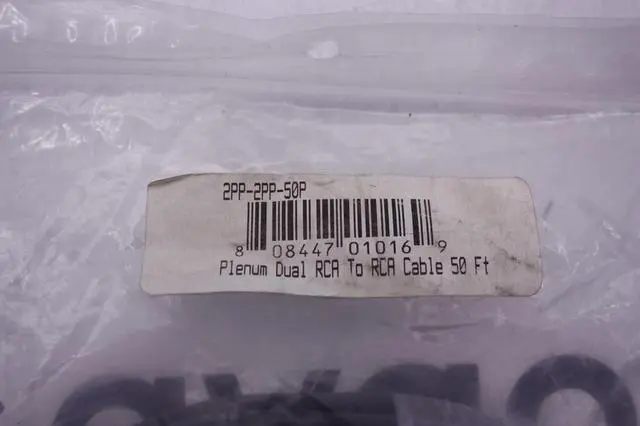 2PP-2PP-50P
8 08447 01016 9
Plenum Dual RCA To RCA Cable 50 Ft